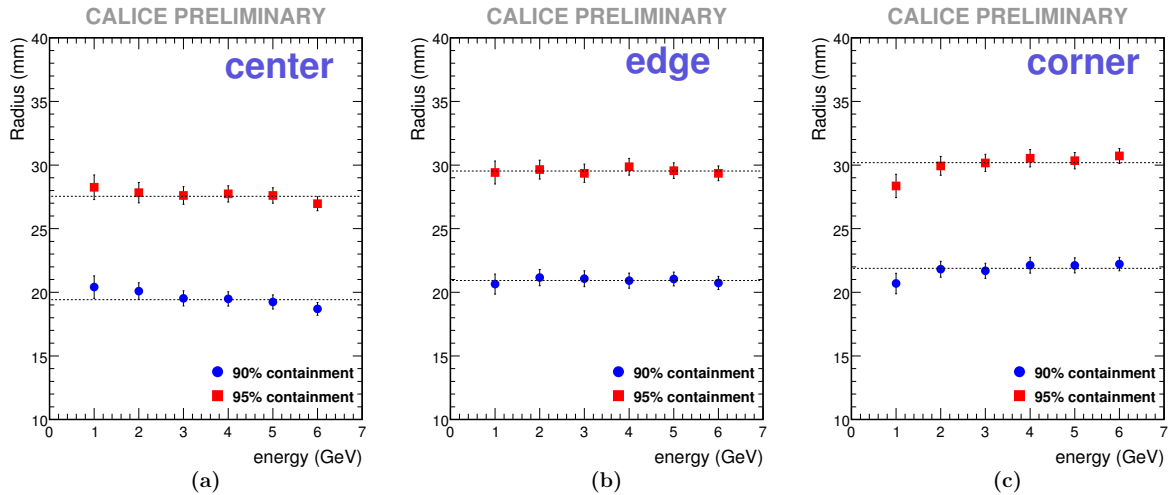 CALICE PRELIMINARY
center
Radius (mm)
40
35
30
25
20
15
10
90% containment
95% containment
0 1 2 3 4 5 6 7
energy (GeV)
(a)
CALICE PRELIMINARY
edge
Radius (mm)
40
35
30
25
20
15
10
90% containment
95% containment
0 1 2 3 4 5 6 7
energy (GeV)
(b)
CALICE PRELIMINARY
corner
Radius (mm)
40
35
30
25
20
15
10
90% containment
95% containment
0 1 2 3 4 5 6 7
energy (GeV)
(c)